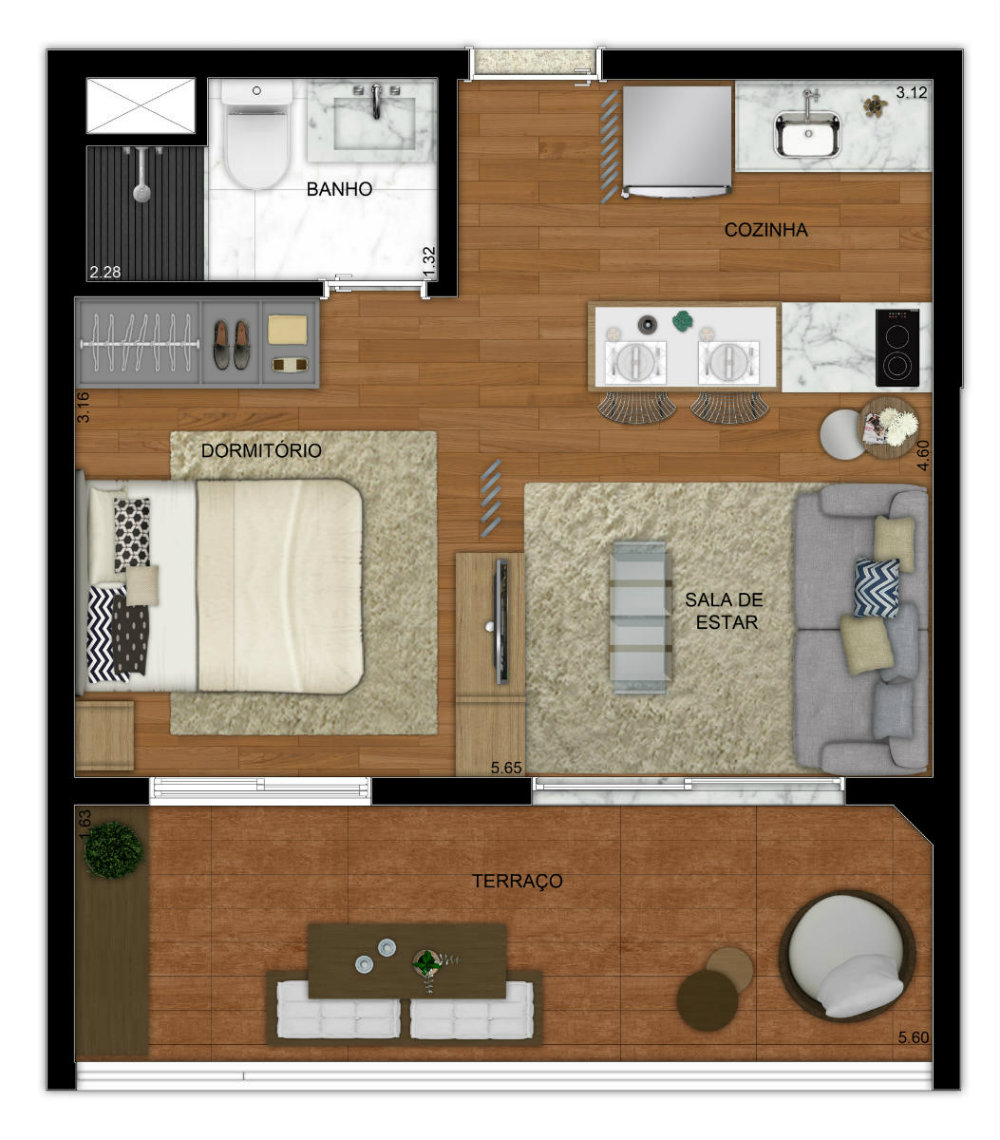 3.12
BANHO
COZINHA
1.32
2.28
3.16
DORMITÓRIO
4.60
SALA DE
ESTAR
5.65
1.63
TERRAÇO
5.60